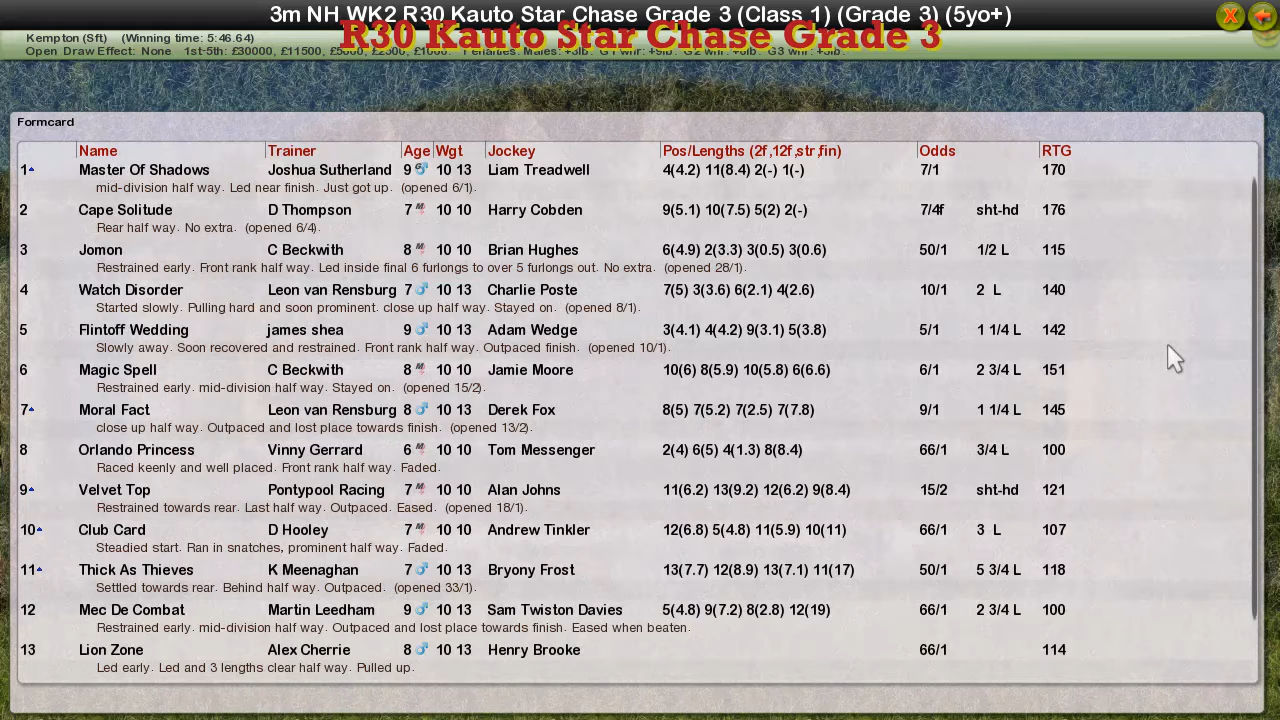 3m NH WK2 R30 Kauto Star Chase Grade 3 (Class 1) (Grade 3) (5yo+)
R30 Kauto Star Chase Grade 3
Kempton (Sft) (Winning time: 5:46.64)
Open Draw Effect: None 1st-5th: £30000, £11500, £5000, £2500, £1000. Penalties: Males: +3lb. G1 wnr: +9lb. G2 wnr: +6lb. G3 wnr: +3lb.
Formcard
Name Trainer Age Wgt Jockey Pos/Lengths (2f,12f,str,fin) Odds RTG
1 Master Of Shadows Joshua Sutherland 9 10 13 Liam Treadwell 4(4.2) 11(8.4) 2(-) 1(-) 7/1 170
mid-division half way. Led near finish. Just got up. (opened 6/1).
2 Cape Solitude D Thompson 7 10 10 Harry Cobden 9(5.1) 10(7.5) 5(2) 2(-) 7/4f sht-hd 176
Rear half way. No extra. (opened 6/4).
3 Jomon C Beckwith 8 10 10 Brian Hughes 6(4.9) 2(3.3) 3(0.5) 3(0.6) 50/1 1/2 L 115
Restrained early. Front rank half way. Led inside final 6 furlongs to over 5 furlongs out. No extra. (opened 28/1).
4 Watch Disorder Leon van Rensburg 7 10 13 Charlie Poste 7(5) 3(3.6) 6(2.1) 4(2.6) 10/1 2 L 140
Started slowly. Pulling hard and soon prominent. close up half way. Stayed on. (opened 8/1).
5 Flintoff Wedding james shea 9 10 13 Adam Wedge 3(4.1) 4(4.2) 9(3.1) 5(3.8) 5/1 1 1/4 L 142
Slowly away. Soon recovered and restrained. Front rank half way. Outpaced finish. (opened 10/1).
6 Magic Spell C Beckwith 8 10 10 Jamie Moore 10(6) 8(5.9) 10(5.8) 6(6.6) 6/1 2 3/4 L 151
Restrained early. mid-division half way. Stayed on. (opened 15/2).
7 Moral Fact Leon van Rensburg 8 10 13 Derek Fox 8(5) 7(5.2) 7(2.5) 7(7.8) 9/1 1 1/4 L 145
close up half way. Outpaced and lost place towards finish. (opened 13/2).
8 Orlando Princess Vinny Gerrard 6 10 10 Tom Messenger 2(4) 6(5) 4(1.3) 8(8.4) 66/1 3/4 L 100
Raced keenly and well placed. Front rank half way. Faded.
9 Velvet Top Pontypool Racing 7 10 10 Alan Johns 11(6.2) 13(9.2) 12(6.2) 9(8.4) 15/2 sht-hd 121
Restrained towards rear. Last half way. Outpaced. Eased. (opened 18/1).
10 Club Card D Hooley 7 10 10 Andrew Tinkler 12(6.8) 5(4.8) 11(5.9) 10(11) 66/1 3 L 107
Steadied start. Ran in snatches, prominent half way. Faded.
11 Thick As Thieves K Meenaghan 7 10 13 Bryony Frost 13(7.7) 12(8.9) 13(7.1) 11(17) 50/1 5 3/4 L 118
Settled towards rear. Behind half way. Outpaced. (opened 33/1).
12 Mec De Combat Martin Leedham 9 10 13 Sam Twiston Davies 5(4.8) 9(7.2) 8(2.8) 12(19) 66/1 2 3/4 L 100
Restrained early. mid-division half way. Outpaced and lost place towards finish. Eased when beaten.
13 Lion Zone Alex Cherrie 8 10 13 Henry Brooke 66/1 114
Led early. Led and 3 lengths clear half way. Pulled up.